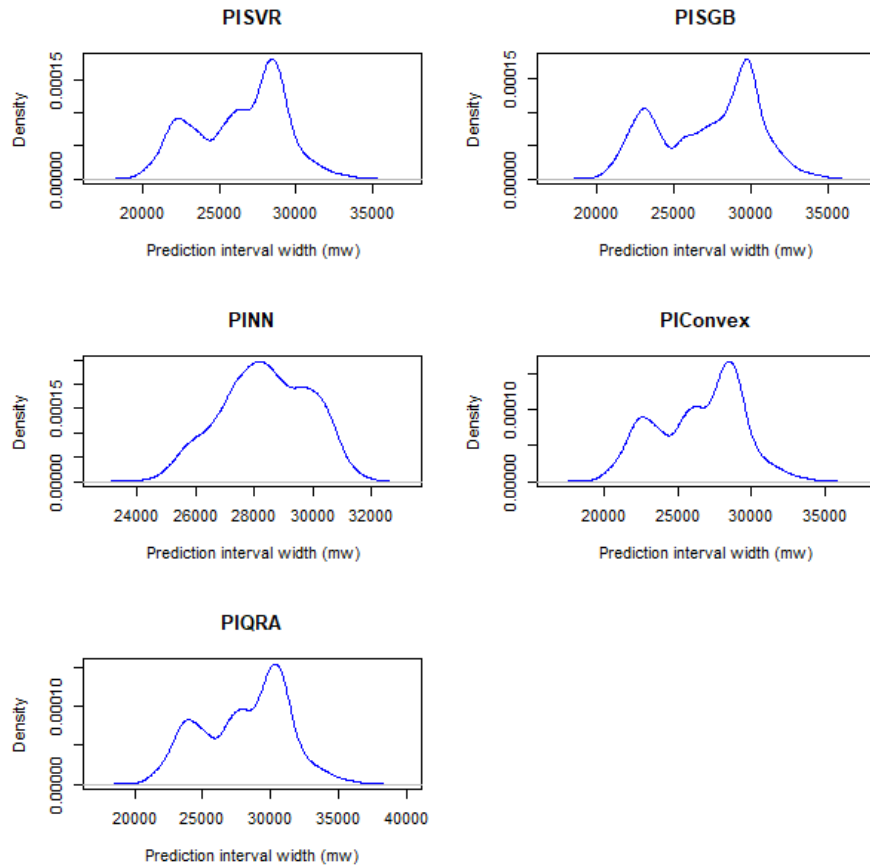 PISVR
Density
0.00000 0.00015
20000 25000 30000 35000
Prediction interval width (mw)
PISGB
Density
0.00000 0.00015
20000 25000 30000 35000
Prediction interval width (mw)
PINN
Density
0.00000 0.00015
24000 26000 28000 30000 32000
Prediction interval width (mw)
PIConvex
Density
0.00000 0.00010
20000 25000 30000 35000
Prediction interval width (mw)
PIQRA
Density
0.00000 0.00010
20000 25000 30000 35000 40000
Prediction interval width (mw)